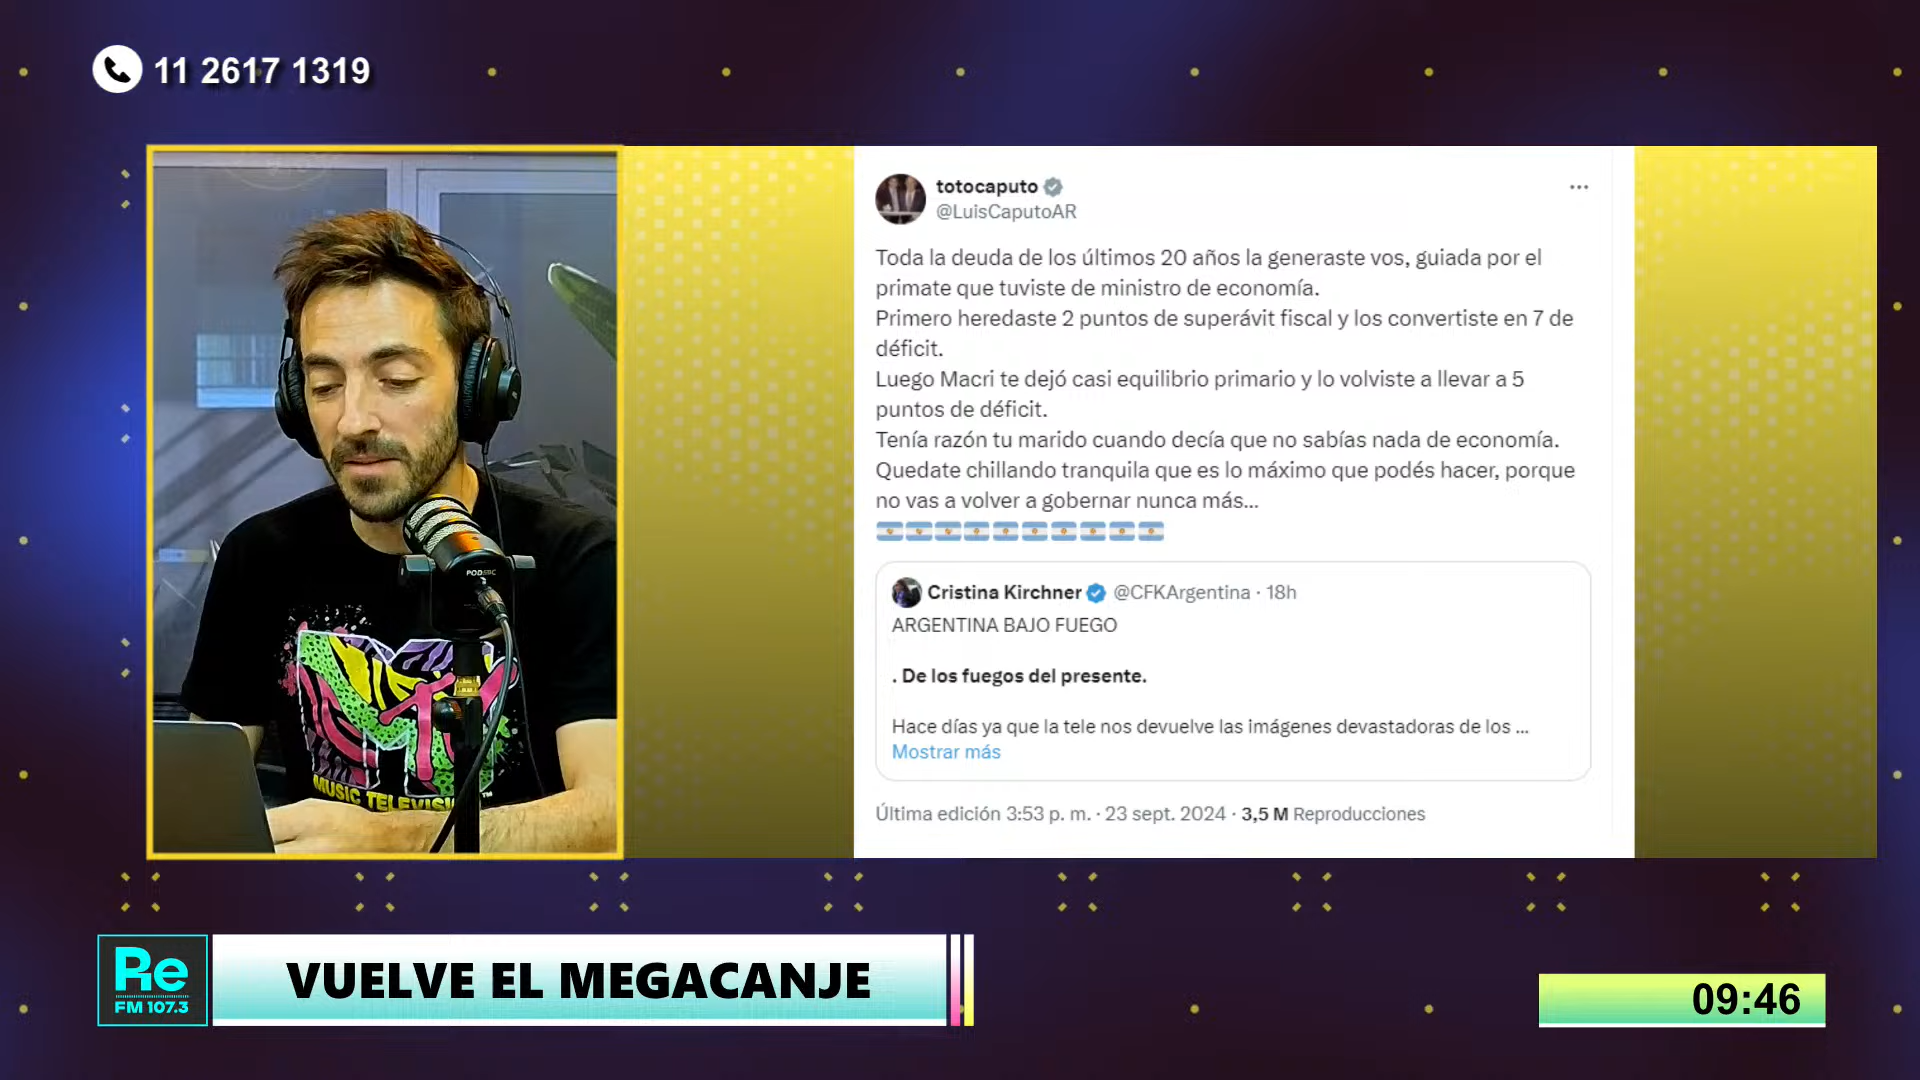 11 2617 1319
totocaputo
@LuisCaputoAR
Toda la deuda de los últimos 20 años la generaste vos, guiada por el
primate que tuviste de ministro de economía.
Primero heredaste 2 puntos de superávit fiscal y los convertiste en 7 de
déficit.
Luego Macri te dejó casi equilibrio primario y lo volviste a llevar a 5
puntos de déficit.
Tenía razón tu marido cuando decía que no sabías nada de economía.
Quedate chillando tranquila que es lo máximo que podés hacer, porque
no vas a volver a gobernar nunca más...
Cristina Kirchner @CFKArgentina · 18h
ARGENTINA BAJO FUEGO
. De los fuegos del presente.
Hace días ya que la tele nos devuelve las imágenes devastadoras de los ...
Mostrar más
Última edición 3:53 p. m. · 23 sept. 2024 · 3,5 M Reproducciones
PODMIC
MUSIC TELEVISI
TM
Re
FM 107.3
VUELVE EL MEGACANJE
09:46